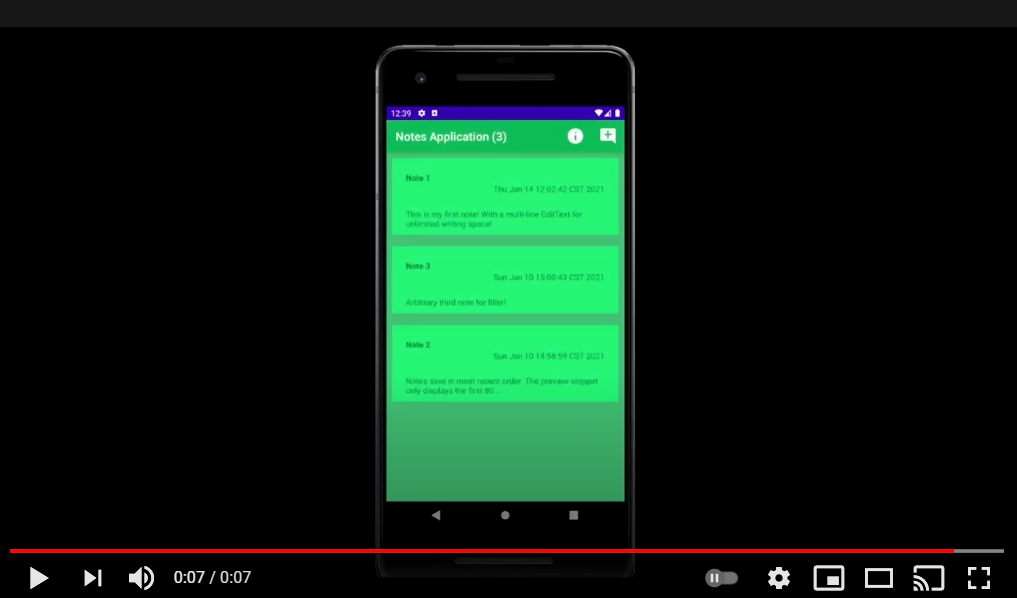 12:39
Notes Application (3)
Note 1
Thu Jan 14 12:02:42 CST 2021
This is my first note! With a multi-line EditText for
unlimited writing space!
Note 3
Sun Jan 10 15:00:43 CST 2021
Arbitrary third note for filler!
Note 2
Sun Jan 10 14:58:59 CST 2021
Notes save in most recent order. The preview snippet
only displays the first 80 ...
0:07 / 0:07